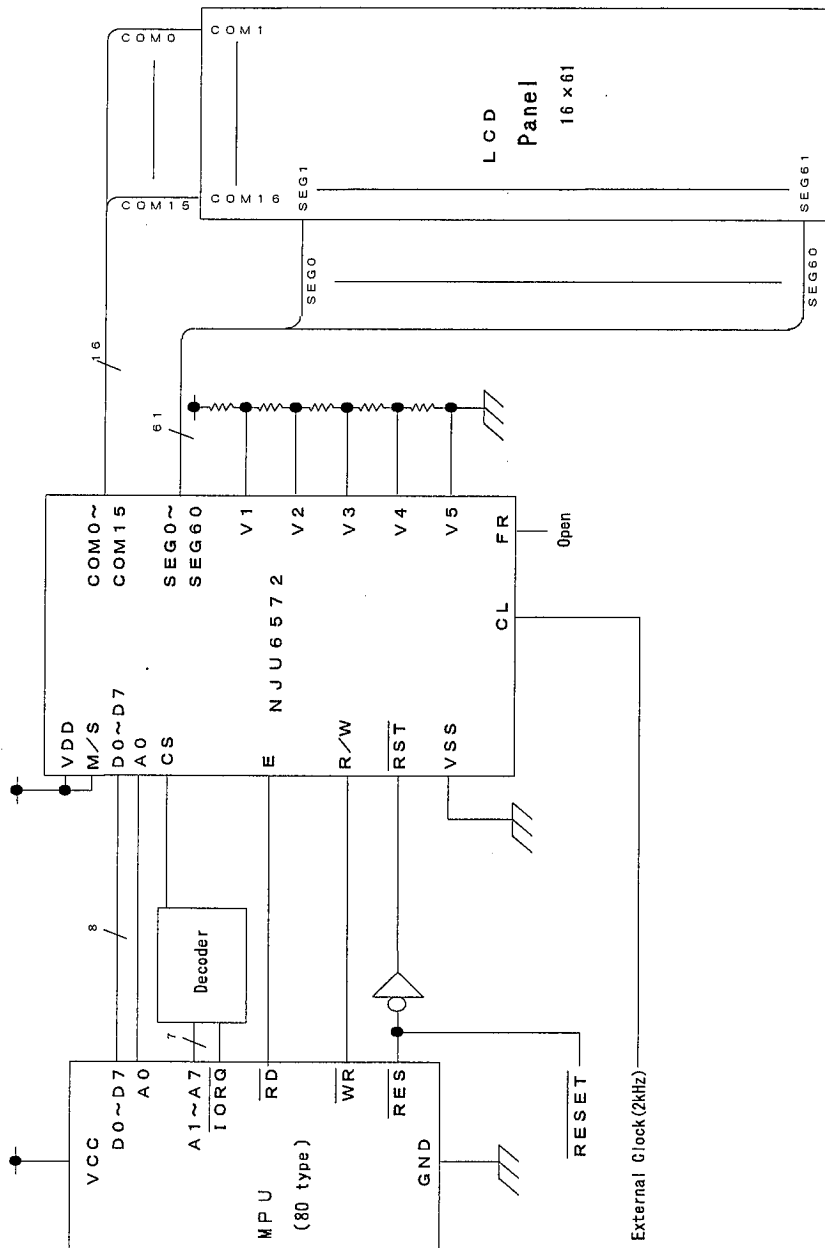 VCC
D0~D7
A0
A1~A7
IORQ
RD
WR
RES
GND
MPU
(80 type)
8
7
Decoder
RESET
External Clock(2kHz)
VDD
M/S
D0~D7
A0
CS
E
R/W
RST
VSS
NJU6572
COM0~
COM15
SEG0~
SEG60
V1
V2
V3
V4
V5
FR
CL
Open
16
61
COM0
COM15
SEG0
SEG60
COM1
COM16
SEG1
SEG61
LCD
Panel
16×61